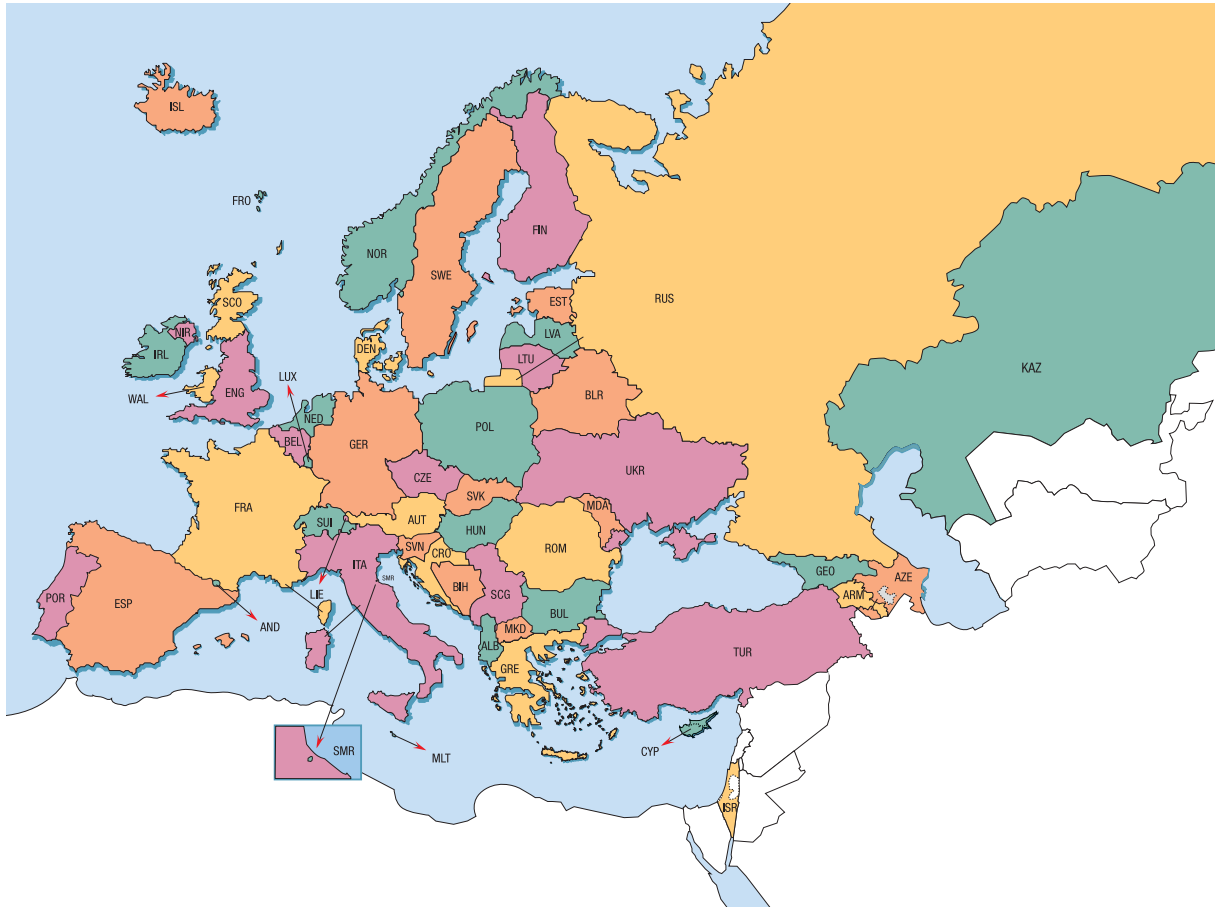 ISL
FRO
FIN
NOR
SWE
RUS
SCO
EST
NIR
LVA
IRL
DEN
LTU
KAZ
LUX
WAL
ENG
BLR
NED
POL
BEL
GER
UKR
CZE
SVK
FRA
MDA
AUT
SUI
HUN
SVN
ROM
CRO
ITA
GEO
SMR
AZE
BIH
LIE
SCG
ARM
POR
ESP
BUL
AND
MKD
ALB
TUR
GRE
SMR
CYP
MLT
ISR